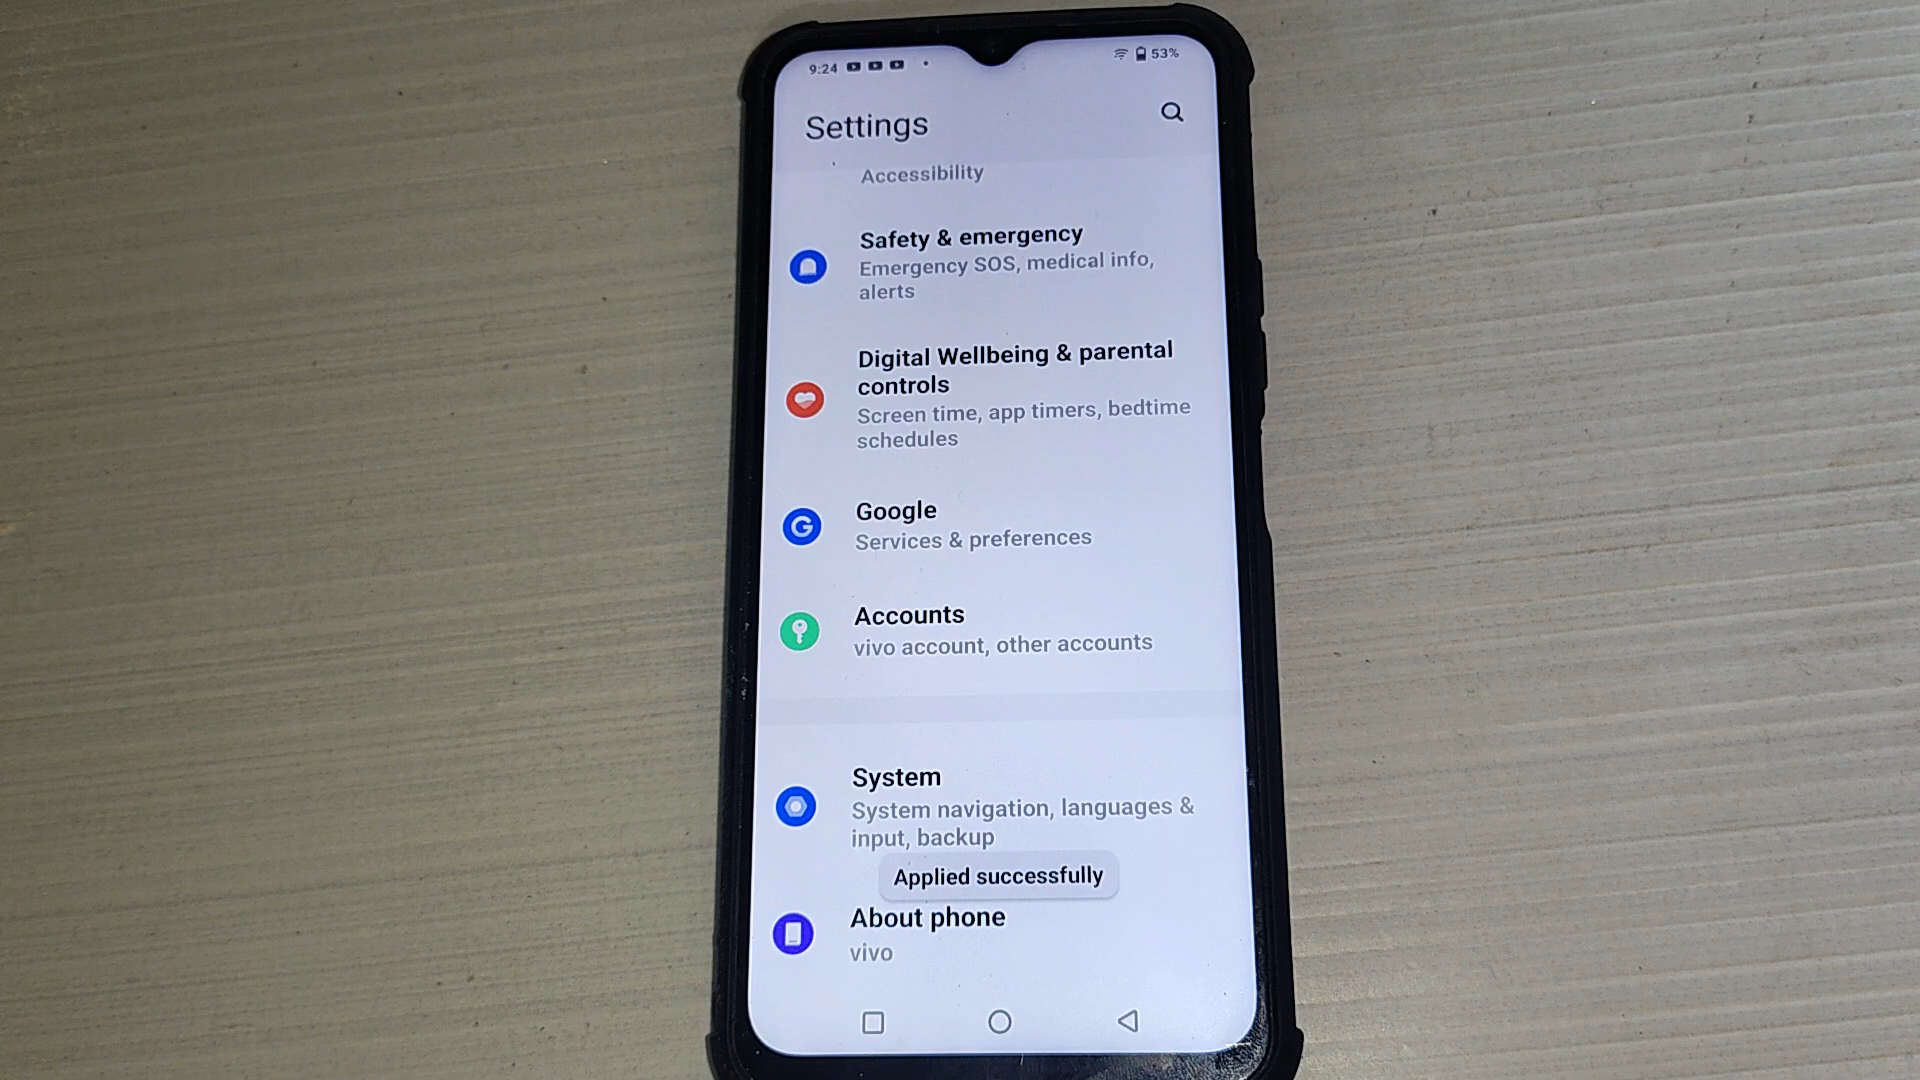 9:24
53%
Settings
Accessibility
Safety & emergency
Emergency SOS, medical info,
alerts
Digital Wellbeing & parental
controls
Screen time, app timers, bedtime
schedules
G
Google
Services & preferences
Accounts
vivo account, other accounts
System
System navigation, languages &
input, backup
Applied successfully
About phone
vivo